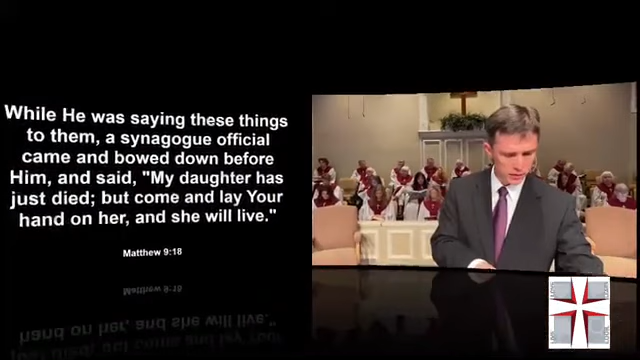 While He was saying these things
to them, a synagogue official
came and bowed down before
Him, and said, "My daughter has
just died; but come and lay Your
hand on her, and she will live."
Matthew 9:18